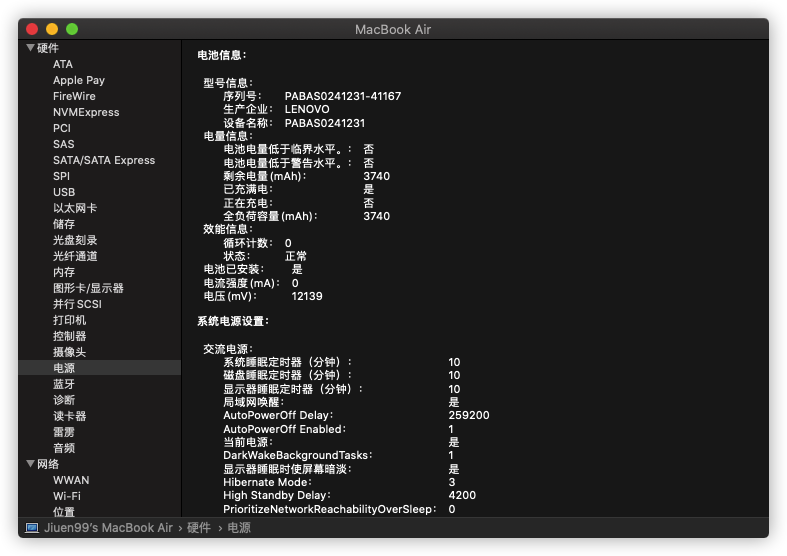 MacBook Air
硬件
ATA
Apple Pay
FireWire
NVMExpress
PCI
SAS
SATA/SATA Express
SPI
USB
以太网卡
储存
光盘刻录
光纤通道
内存
图形卡/显示器
并行 SCSI
打印机
控制器
摄像头
电源
蓝牙
诊断
读卡器
雷雳
音频
网络
WWAN
Wi-Fi
位置
电池信息：
型号信息：
序列号： PABAS0241231-41167
生产企业： LENOVO
设备名称： PABAS0241231
电量信息：
电池电量低于临界水平。： 否
电池电量低于警告水平。： 否
剩余电量 (mAh)： 3740
已充满电： 是
正在充电： 否
全负荷容量 (mAh)： 3740
效能信息：
循环计数： 0
状态： 正常
电池已安装： 是
电流强度 (mA)： 0
电压 (mV)： 12139
系统电源设置：
交流电源：
系统睡眠定时器（分钟）： 10
磁盘睡眠定时器（分钟）： 10
显示器睡眠定时器（分钟）： 10
局域网唤醒： 是
AutoPowerOff Delay: 259200
AutoPowerOff Enabled: 1
当前电源： 是
DarkWakeBackgroundTasks: 1
显示器睡眠时使屏幕暗淡： 是
Hibernate Mode: 3
High Standby Delay: 4200
PrioritizeNetworkReachabilityOverSleep: 0
Jiuen99's MacBook Air › 硬件 › 电源